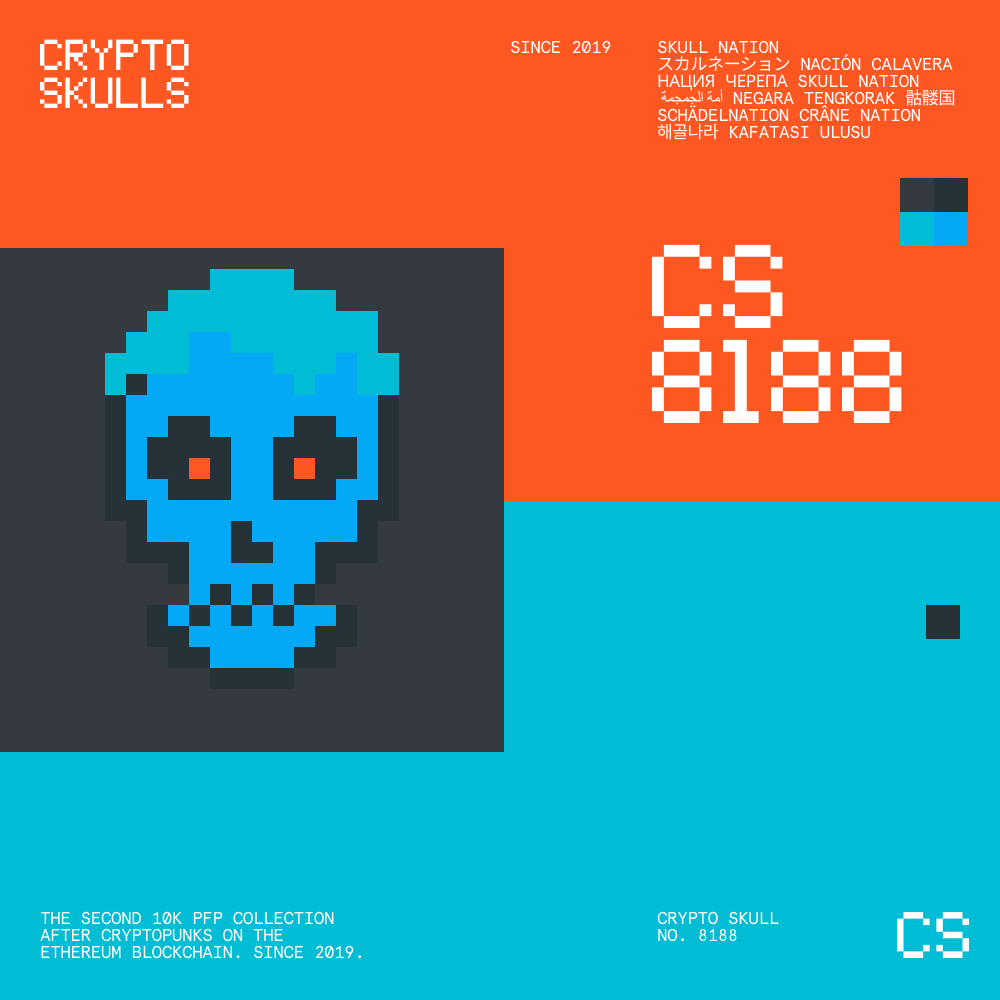 CRYPTO
SKULLS
SINCE 2019
SKULL NATION
スカルネーション NACIÓN CALAVERA
НАЦИЯ ЧЕРЕПА SKULL NATION
أمة الجمجمة NEGARA TENGKORAK 骷髅国
SCHÄDELNATION CRÂNE NATION
해골나라 KAFATASI ULUSU
CS
8188
THE SECOND 10K PFP COLLECTION
AFTER CRYPTOPUNKS ON THE
ETHEREUM BLOCKCHAIN. SINCE 2019.
CRYPTO SKULL
NO. 8188
CS